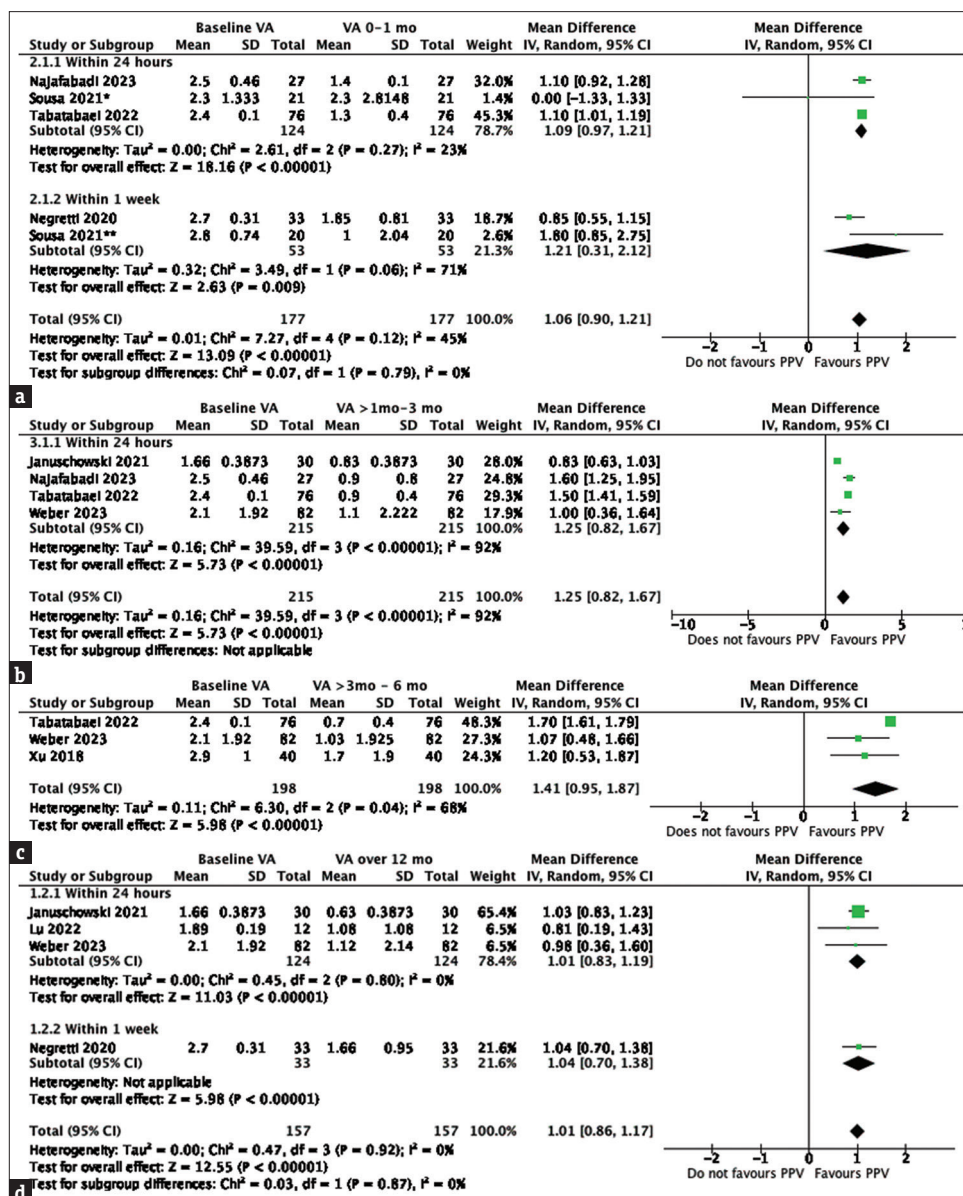 Baseline VA VA 0-1 mo Mean Difference Mean Difference
Study or Subgroup Mean SD Total Mean SD Total Weight IV, Random, 95% CI IV, Random, 95% CI
2.1.1 Within 24 hours
Najafabadi 2023 2.5 0.46 27 1.4 0.1 27 32.0% 1.10 [0.92, 1.28]
Sousa 2021* 2.3 1.333 21 2.3 2.8148 21 1.4% 0.00 [-1.33, 1.33]
Tabatabaei 2022 2.4 0.1 76 1.3 0.4 76 45.3% 1.10 [1.01, 1.19]
Subtotal (95% CI) 124 124 78.7% 1.09 [0.97, 1.21]
Heterogeneity: Tau² = 0.00; Chi² = 2.61, df = 2 (P = 0.27); I² = 23%
Test for overall effect: Z = 18.16 (P < 0.00001)
2.1.2 Within 1 week
Negretti 2020 2.7 0.31 33 1.85 0.81 33 18.7% 0.85 [0.55, 1.15]
Sousa 2021** 2.8 0.74 20 1 2.04 20 2.6% 1.80 [0.85, 2.75]
Subtotal (95% CI) 53 53 21.3% 1.21 [0.31, 2.12]
Heterogeneity: Tau² = 0.32; Chi² = 3.49, df = 1 (P = 0.06); I² = 71%
Test for overall effect: Z = 2.63 (P = 0.009)
Total (95% CI) 177 177 100.0% 1.06 [0.90, 1.21]
Heterogeneity: Tau² = 0.01; Chi² = 7.27, df = 4 (P = 0.12); I² = 45%
-2 -1 0 1 2
Test for overall effect: Z = 13.09 (P < 0.00001)
Do not favours PPV Favours PPV
Test for subgroup differences: Chi² = 0.07, df = 1 (P = 0.79), I² = 0%
a
Baseline VA VA >1mo-3 mo Mean Difference Mean Difference
Study or Subgroup Mean SD Total Mean SD Total Weight IV, Random, 95% CI IV, Random, 95% CI
3.1.1 Within 24 hours
Januschowski 2021 1.66 0.3873 30 0.83 0.3873 30 28.0% 0.83 [0.63, 1.03]
Najafabadi 2023 2.5 0.46 27 0.9 0.8 27 24.8% 1.60 [1.25, 1.95]
Tabatabaei 2022 2.4 0.1 76 0.9 0.4 76 29.3% 1.50 [1.41, 1.59]
Weber 2023 2.1 1.92 82 1.1 2.222 82 17.9% 1.00 [0.36, 1.64]
Subtotal (95% CI) 215 215 100.0% 1.25 [0.82, 1.67]
Heterogeneity: Tau² = 0.16; Chi² = 39.59, df = 3 (P < 0.00001); I² = 92%
Test for overall effect: Z = 5.73 (P < 0.00001)
Total (95% CI) 215 215 100.0% 1.25 [0.82, 1.67]
Heterogeneity: Tau² = 0.16; Chi² = 39.59, df = 3 (P < 0.00001); I² = 92%
-10 -5 0 5 10
Test for overall effect: Z = 5.73 (P < 0.00001)
Does not favours PPV Favours PPV
Test for subgroup differences: Not applicable
b
Baseline VA VA >3mo - 6 mo Mean Difference Mean Difference
Study or Subgroup Mean SD Total Mean SD Total Weight IV, Random, 95% CI IV, Random, 95% CI
Tabatabaei 2022 2.4 0.1 76 0.7 0.4 76 48.3% 1.70 [1.61, 1.79]
Weber 2023 2.1 1.92 82 1.03 1.925 82 27.3% 1.07 [0.48, 1.66]
Xu 2018 2.9 1 40 1.7 1.9 40 24.3% 1.20 [0.53, 1.87]
Total (95% CI) 198 198 100.0% 1.41 [0.95, 1.87]
Heterogeneity: Tau² = 0.11; Chi² = 6.30, df = 2 (P = 0.04); I² = 68%
-2 -1 0 1 2
Test for overall effect: Z = 5.98 (P < 0.00001)
Does not favours PPV Favours PPV
c
Baseline VA VA over 12 mo Mean Difference Mean Difference
Study or Subgroup Mean SD Total Mean SD Total Weight IV, Random, 95% CI IV, Random, 95% CI
1.2.1 Within 24 hours
Januschowski 2021 1.66 0.3873 30 0.63 0.3873 30 65.4% 1.03 [0.83, 1.23]
Lu 2022 1.89 0.19 12 1.08 1.08 12 6.5% 0.81 [0.19, 1.43]
Weber 2023 2.1 1.92 82 1.12 2.14 82 6.5% 0.98 [0.36, 1.60]
Subtotal (95% CI) 124 124 78.4% 1.01 [0.83, 1.19]
Heterogeneity: Tau² = 0.00; Chi² = 0.45, df = 2 (P = 0.80); I² = 0%
Test for overall effect: Z = 11.03 (P < 0.00001)
1.2.2 Within 1 week
Negretti 2020 2.7 0.31 33 1.66 0.95 33 21.6% 1.04 [0.70, 1.38]
Subtotal (95% CI) 33 33 21.6% 1.04 [0.70, 1.38]
Heterogeneity: Not applicable
Test for overall effect: Z = 5.98 (P < 0.00001)
Total (95% CI) 157 157 100.0% 1.01 [0.86, 1.17]
Heterogeneity: Tau² = 0.00; Chi² = 0.47, df = 3 (P = 0.92); I² = 0%
-2 -1 0 1 2
Test for overall effect: Z = 12.55 (P < 0.00001)
Do not favours PPV Favours PPV
Test for subgroup differences: Chi² = 0.03, df = 1 (P = 0.87), I² = 0%
d